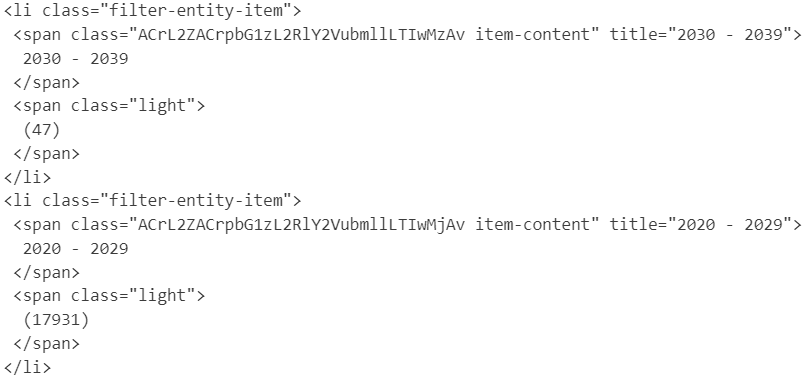 <li class="filter-entity-item">
<span class="ACrL2ZACrpbG1zL2RlY2VubmllLTIwMzAv item-content" title="2030 - 2039">
2030 - 2039
</span>
<span class="light">
(47)
</span>
</li>
<li class="filter-entity-item">
<span class="ACrL2ZACrpbG1zL2RlY2VubmllLTIwMjAv item-content" title="2020 - 2029">
2020 - 2029
</span>
<span class="light">
(17931)
</span>
</li>